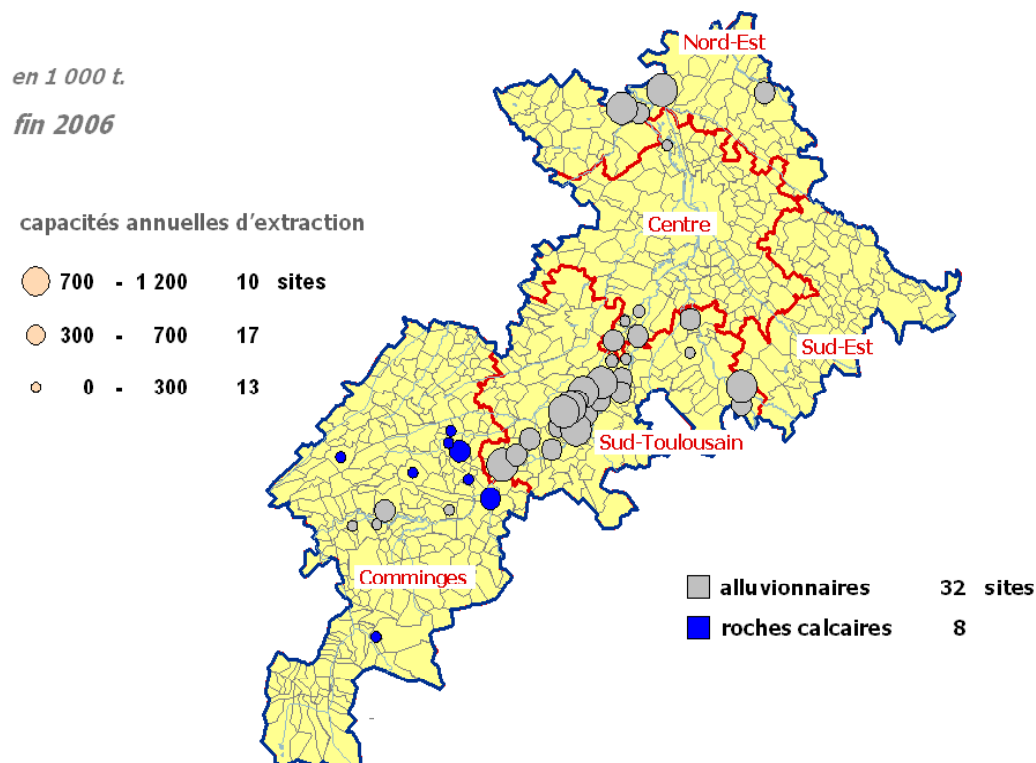 Nord-Est
en 1 000 t.
fin 2006
capacités annuelles d'extraction
Centre
700 - 1 200 10 sites
300 - 700 17
Sud-Est
0 - 300 13
Sud-Toulousain
Comminges
alluvionnaires 32 sites
roches calcaires 8